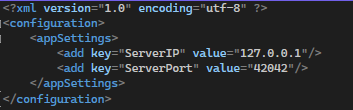 <?xml version="1.0" encoding="utf-8" ?>
<configuration>
    <appSettings>
        <add key="ServerIP" value="127.0.0.1"/>
        <add key="ServerPort" value="42042"/>
    </appSettings>
</configuration>